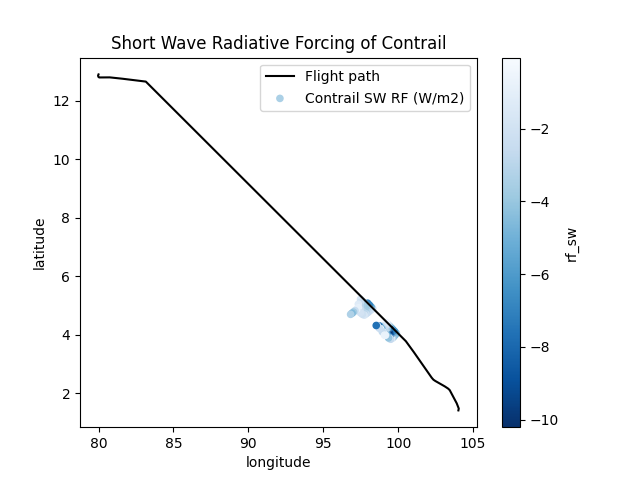 Short Wave Radiative Forcing of Contrail
Flight path
Contrail SW RF (W/m2)
12
10
8
6
4
2
latitude
80
85
90
95
100
105
longitude
−2
−4
−6
−8
−10
rf_sw